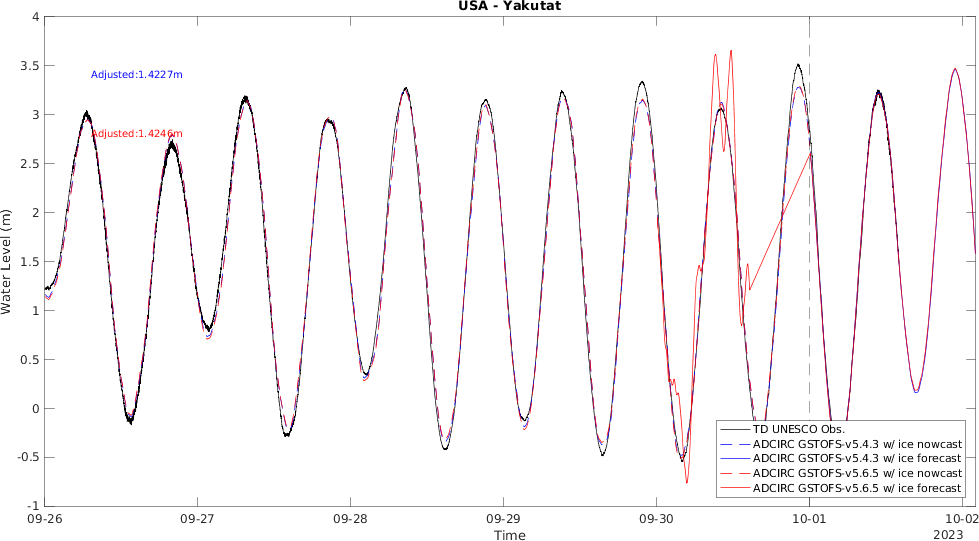 USA - Yakutat
4
3.5
3
2.5
2
1.5
1
0.5
0
-0.5
-1
Water Level (m)
Adjusted:1.4227m
Adjusted:1.4246m
TD UNESCO Obs.
ADCIRC GSTOFS-v5.4.3 w/ ice nowcast
ADCIRC GSTOFS-v5.4.3 w/ ice forecast
ADCIRC GSTOFS-v5.6.5 w/ ice nowcast
ADCIRC GSTOFS-v5.6.5 w/ ice forecast
09-26 09-27 09-28 09-29 09-30 10-01 10-02
Time
2023